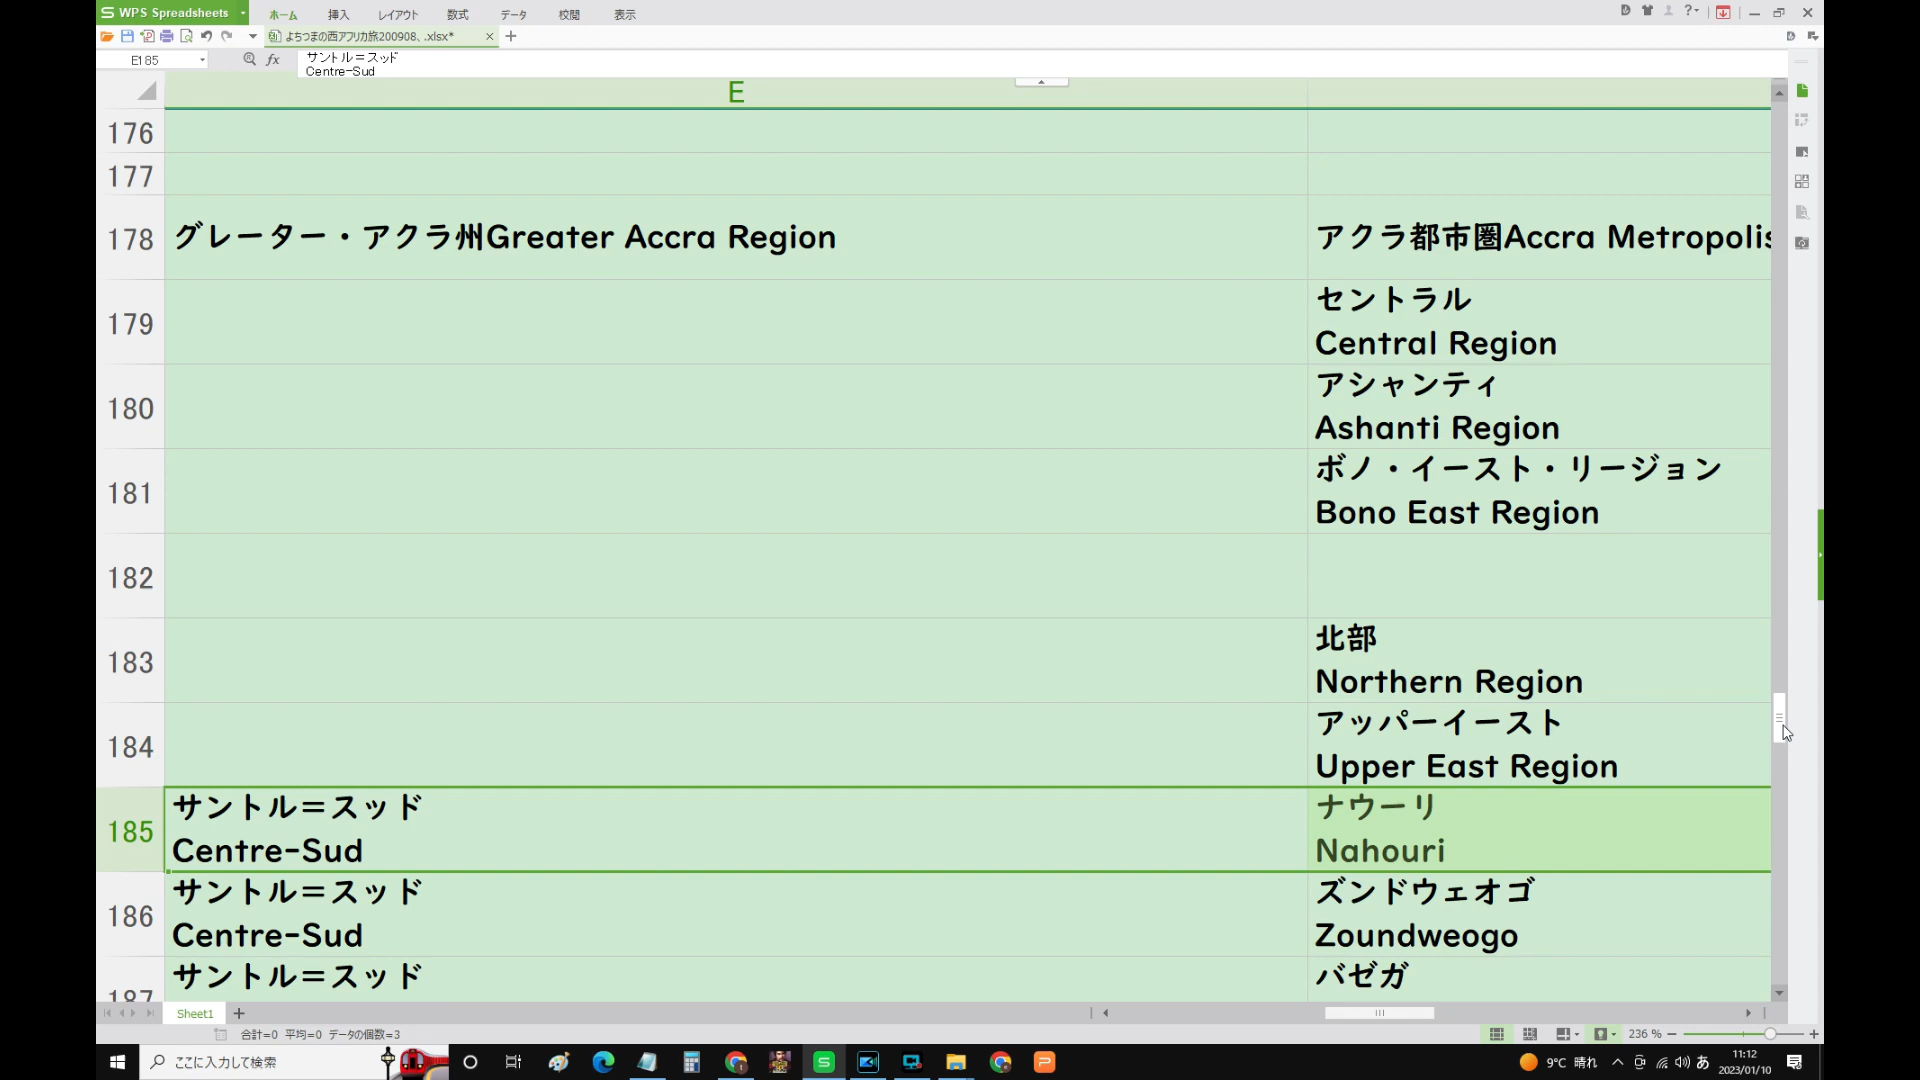 WPS Spreadsheets
ホーム 挿入 レイアウト 数式 データ 校閲 表示
よちつまの西アフリカ旅200908、.xlsx*
E185
fx
サントル=スッド
Centre-Sud
E
176
177
178 グレーター・アクラ州Greater Accra Region アクラ都市圏Accra Metropolis
179 セントラル
Central Region
180 アシャンティ
Ashanti Region
181 ボノ・イースト・リージョン
Bono East Region
182
183 北部
Northern Region
184 アッパーイースト
Upper East Region
185 サントル=スッド ナウーリ
Centre-Sud Nahouri
186 サントル=スッド ズンドウェオゴ
Centre-Sud Zoundweogo
187 サントル=スッド バゼガ
Sheet1
合計=0 平均=0 データの個数=3
236 %
ここに入力して検索
9°C 晴れ
あ
11:12
2023/01/10